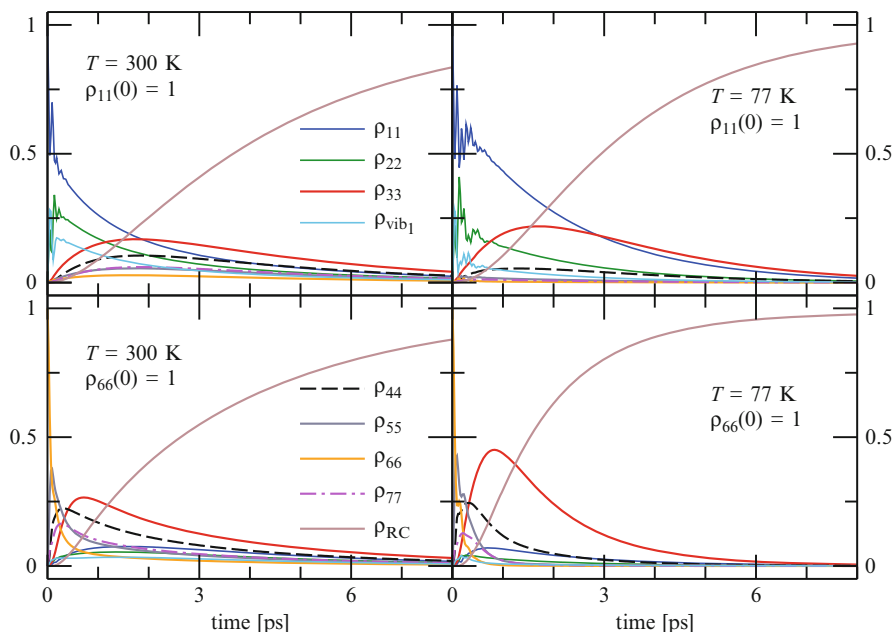 1
T = 300 K
ρ₁₁(0) = 1
ρ₁₁
ρ₂₂
ρ₃₃
ρvib₁
0.5
0
T = 77 K
ρ₁₁(0) = 1
1
0.5
0
1
T = 300 K
ρ₆₆(0) = 1
ρ₄₄
ρ₅₅
ρ₆₆
ρ₇₇
ρRC
0.5
0
T = 77 K
ρ₆₆(0) = 1
1
0.5
0
0 3 6
time [ps]
0 3 6
time [ps]